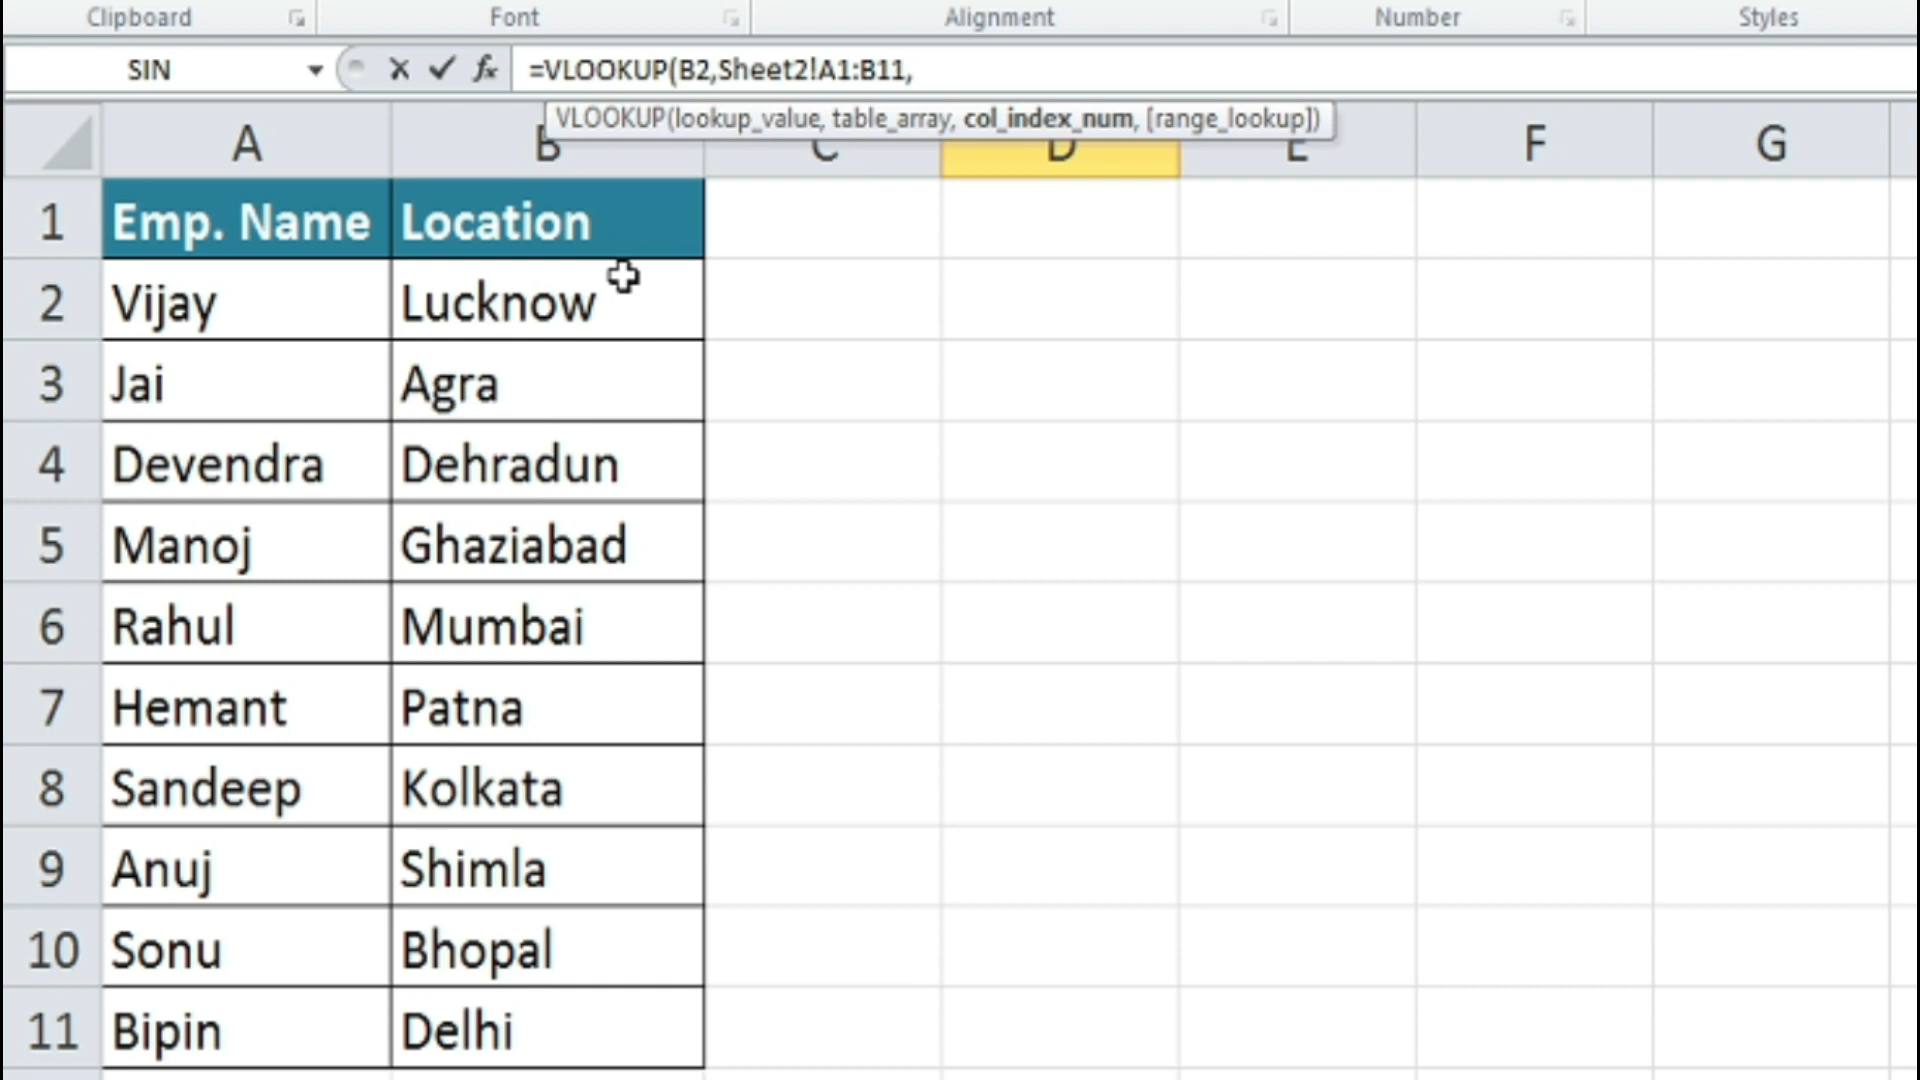 Clipboard Font Alignment Number Styles
SIN fx =VLOOKUP(B2,Sheet2!A1:B11,
VLOOKUP(lookup_value, table_array, col_index_num, [range_lookup])
A B C D E F G
1 Emp. Name Location
2 Vijay Lucknow
3 Jai Agra
4 Devendra Dehradun
5 Manoj Ghaziabad
6 Rahul Mumbai
7 Hemant Patna
8 Sandeep Kolkata
9 Anuj Shimla
10 Sonu Bhopal
11 Bipin Delhi